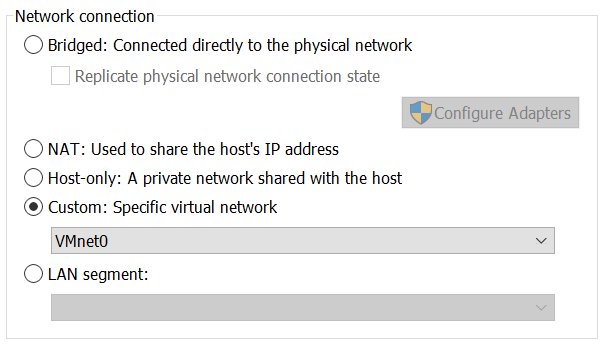 Network connection
Bridged: Connected directly to the physical network
Replicate physical network connection state
Configure Adapters
NAT: Used to share the host's IP address
Host-only: A private network shared with the host
Custom: Specific virtual network
VMnet0
LAN segment: